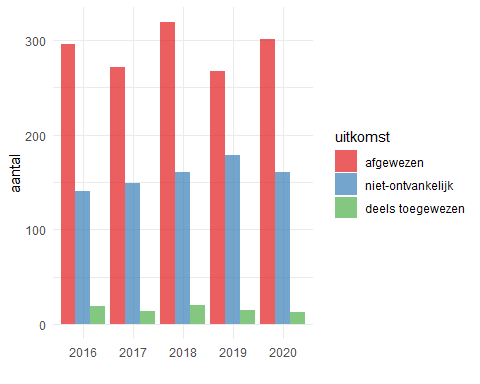 300
200
100
0
aantal
2016 2017 2018 2019 2020
uitkomst
afgewezen
niet-ontvankelijk
deels toegewezen